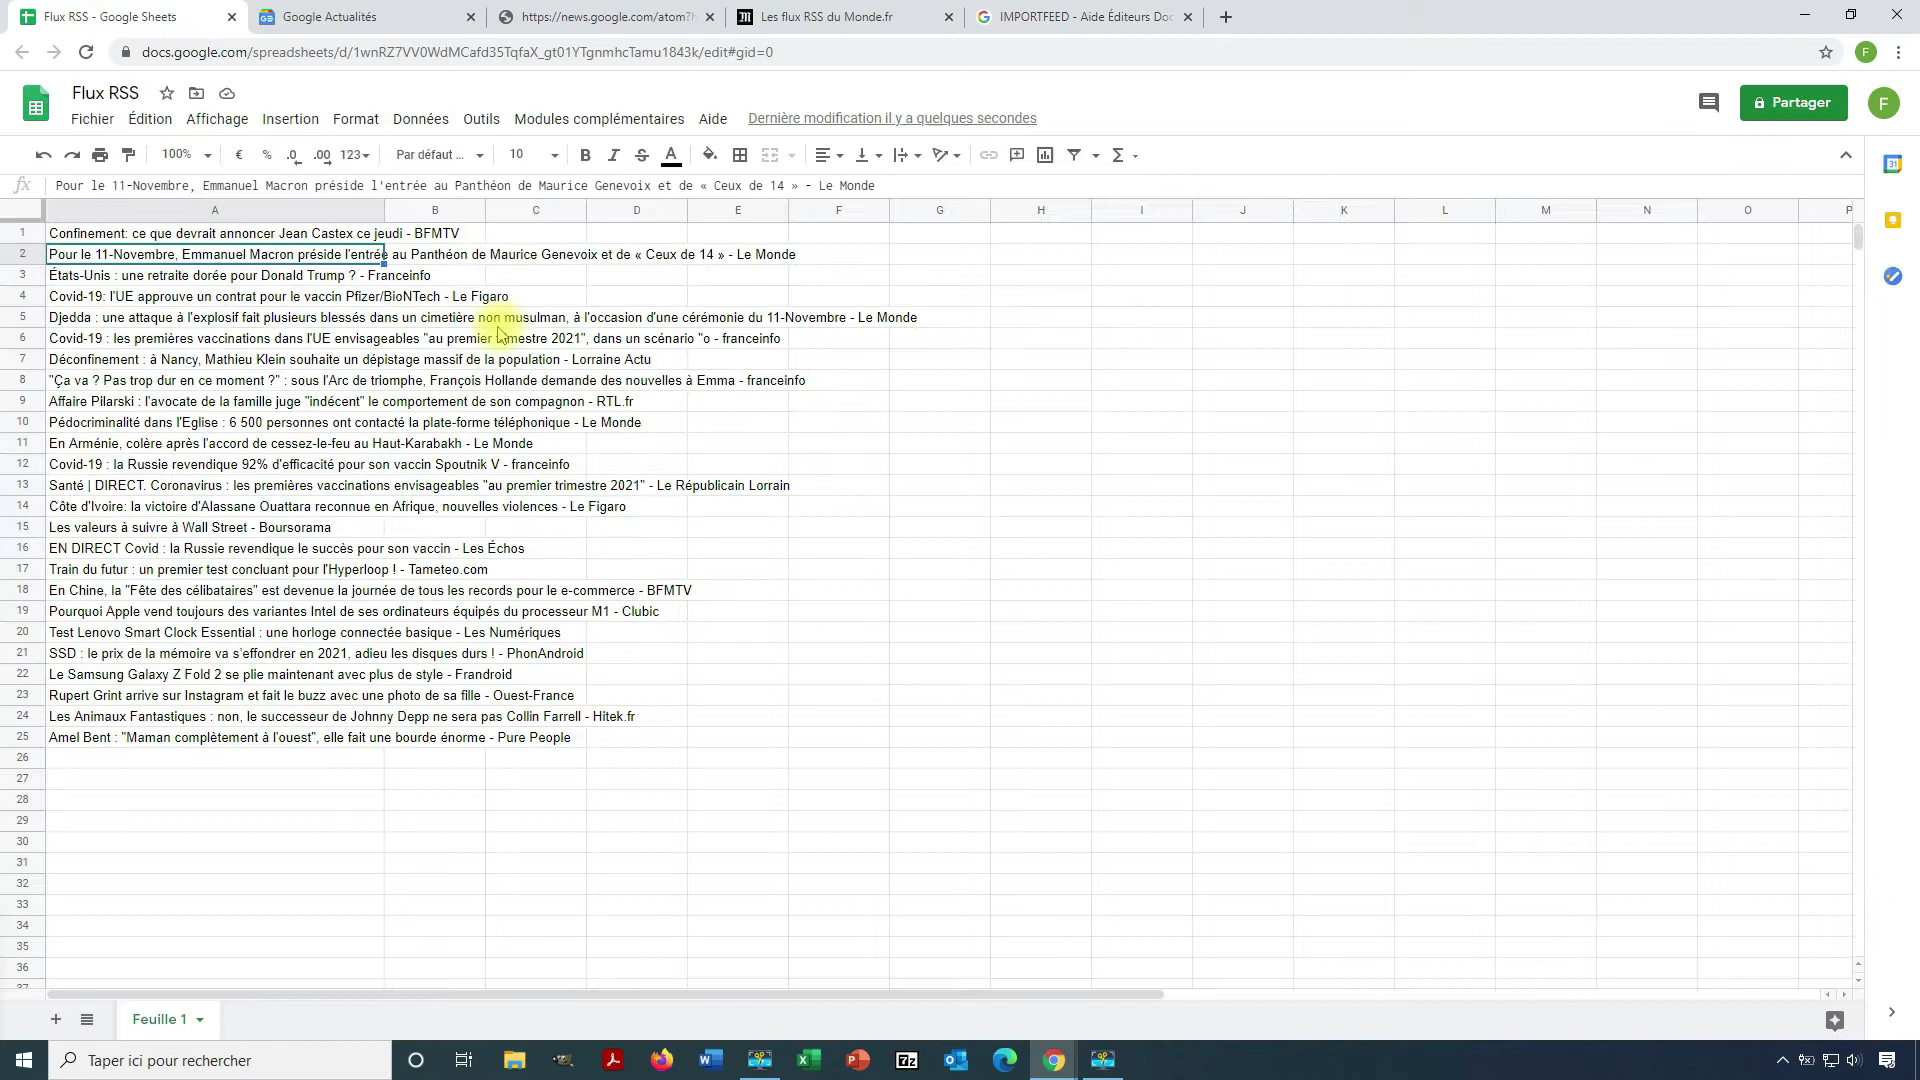 Flux RSS - Google Sheets
Google Actualités
https://news.google.com/atom?h
Les flux RSS du Monde.fr
IMPORTFEED - Aide Éditeurs Doc
docs.google.com/spreadsheets/d/1wnRZ7VV0WdMCafd35TqfaX_gt01YTgnmhcTamu1843k/edit#gid=0
F
Flux RSS
Partager
F
Fichier Édition Affichage Insertion Format Données Outils Modules complémentaires Aide Dernière modification il y a quelques secondes
100% € % .0 .00 123 Par défaut ... 10 B I S A Σ
31
fx Pour le 11-Novembre, Emmanuel Macron préside l'entrée au Panthéon de Maurice Genevoix et de « Ceux de 14 » - Le Monde
A B C D E F G H I J K L M N O P
1 Confinement: ce que devrait annoncer Jean Castex ce jeudi - BFMTV
2 Pour le 11-Novembre, Emmanuel Macron préside l'entrée au Panthéon de Maurice Genevoix et de « Ceux de 14 » - Le Monde
3 États-Unis : une retraite dorée pour Donald Trump ? - Franceinfo
4 Covid-19: l'UE approuve un contrat pour le vaccin Pfizer/BioNTech - Le Figaro
5 Djedda : une attaque à l'explosif fait plusieurs blessés dans un cimetière non musulman, à l'occasion d'une cérémonie du 11-Novembre - Le Monde
6 Covid-19 : les premières vaccinations dans l'UE envisageables "au premier trimestre 2021", dans un scénario "o - franceinfo
7 Déconfinement : à Nancy, Mathieu Klein souhaite un dépistage massif de la population - Lorraine Actu
8 "Ça va ? Pas trop dur en ce moment ?" : sous l'Arc de triomphe, François Hollande demande des nouvelles à Emma - franceinfo
9 Affaire Pilarski : l'avocate de la famille juge "indécent" le comportement de son compagnon - RTL.fr
10 Pédocriminalité dans l'Eglise : 6 500 personnes ont contacté la plate-forme téléphonique - Le Monde
11 En Arménie, colère après l'accord de cessez-le-feu au Haut-Karabakh - Le Monde
12 Covid-19 : la Russie revendique 92% d'efficacité pour son vaccin Spoutnik V - franceinfo
13 Santé | DIRECT. Coronavirus : les premières vaccinations envisageables "au premier trimestre 2021" - Le Républicain Lorrain
14 Côte d'Ivoire: la victoire d'Alassane Ouattara reconnue en Afrique, nouvelles violences - Le Figaro
15 Les valeurs à suivre à Wall Street - Boursorama
16 EN DIRECT Covid : la Russie revendique le succès pour son vaccin - Les Échos
17 Train du futur : un premier test concluant pour l'Hyperloop ! - Tameteo.com
18 En Chine, la "Fête des célibataires" est devenue la journée de tous les records pour le e-commerce - BFMTV
19 Pourquoi Apple vend toujours des variantes Intel de ses ordinateurs équipés du processeur M1 - Clubic
20 Test Lenovo Smart Clock Essential : une horloge connectée basique - Les Numériques
21 SSD : le prix de la mémoire va s'effondrer en 2021, adieu les disques durs ! - PhonAndroid
22 Le Samsung Galaxy Z Fold 2 se plie maintenant avec plus de style - Frandroid
23 Rupert Grint arrive sur Instagram et fait le buzz avec une photo de sa fille - Ouest-France
24 Les Animaux Fantastiques : non, le successeur de Johnny Depp ne sera pas Collin Farrell - Hitek.fr
25 Amel Bent : "Maman complètement à l'ouest", elle fait une bourde énorme - Pure People
26
27
28
29
30
31
32
33
34
35
36
37
Feuille 1
Taper ici pour rechercher